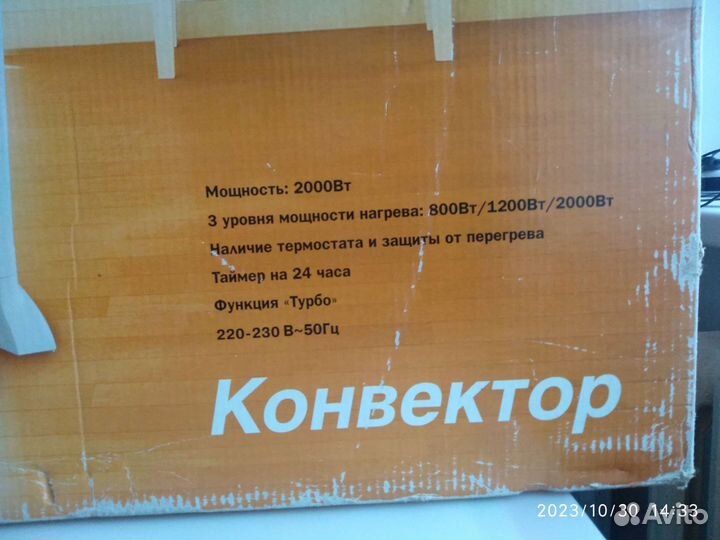 Мощность: 2000Вт
3 уровня мощности нагрева: 800Вт/1200Вт/2000Вт
Наличие термостата и защиты от перегрева
Таймер на 24 часа
Функция «Турбо»
220-230 В~50Гц
Конвектор
2023/10/30 14:33
Avito